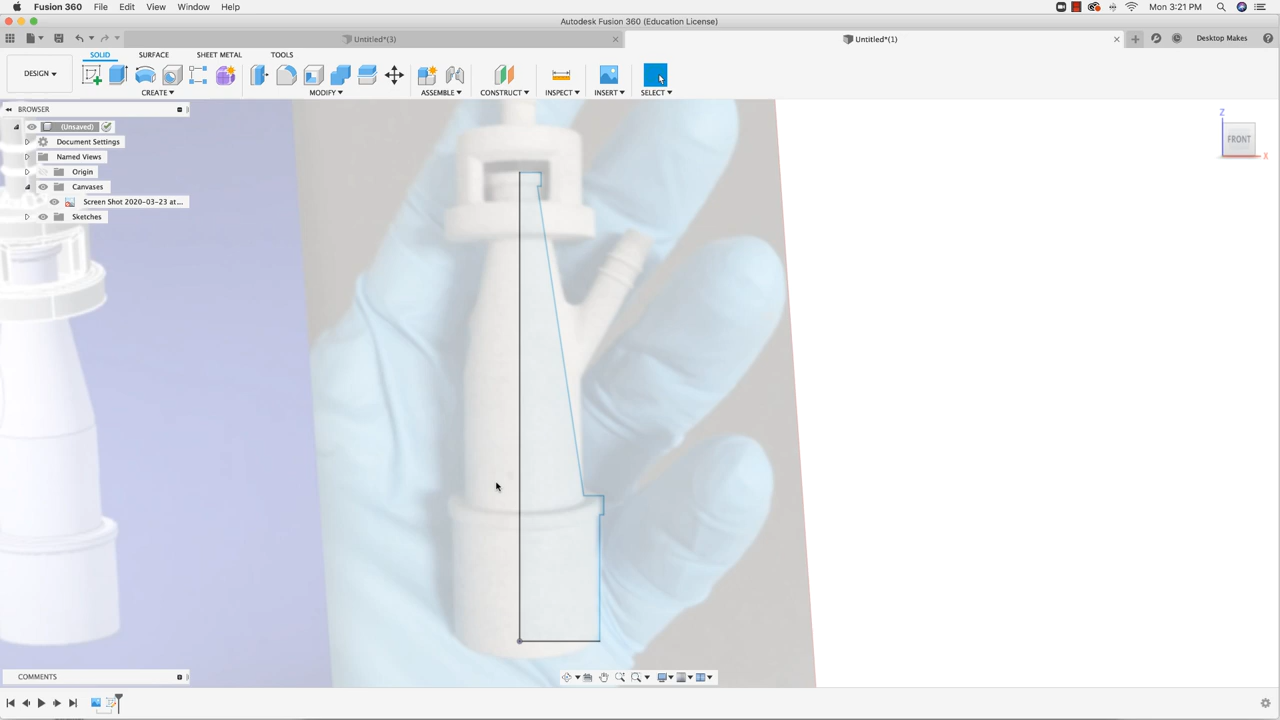 Fusion 360 File Edit View Window Help Mon 3:21 PM
Autodesk Fusion 360 (Education License)
Untitled*(3) Untitled*(1) Desktop Makes
SOLID SURFACE SHEET METAL TOOLS
DESIGN
CREATE MODIFY ASSEMBLE CONSTRUCT INSPECT INSERT SELECT
BROWSER
(Unsaved)
Document Settings
Named Views
Origin
Canvases
Screen Shot 2020-03-23 at...
Sketches
Z
FRONT
X
COMMENTS